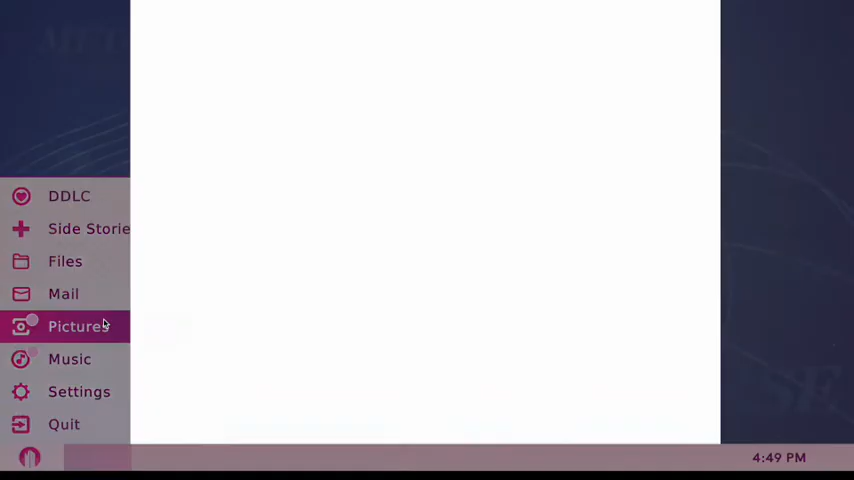 DDLC
Side Storie
Files
Mail
Pictures
Music
Settings
Quit
4:49 PM